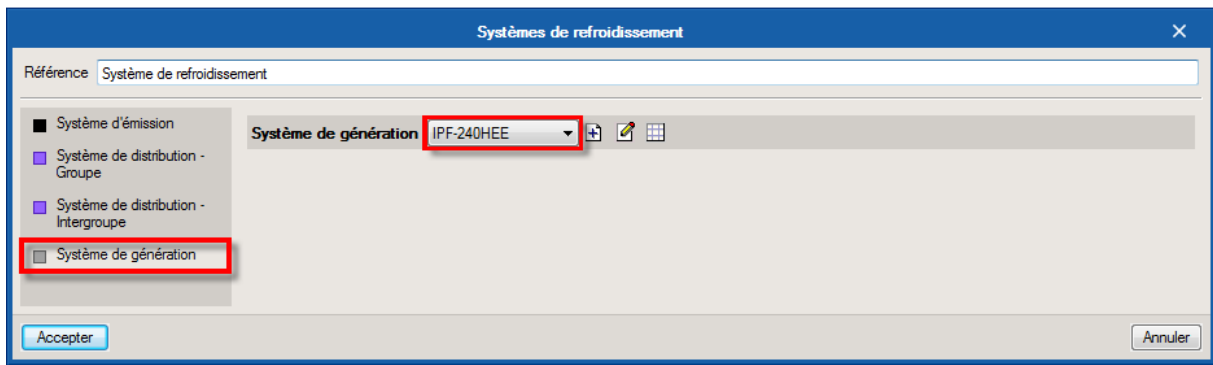 Systèmes de refroidissement
Référence Système de refroidissement
Système d'émission
Système de génération IPF-240HEE
Système de distribution -
Groupe
Système de distribution -
Intergroupe
Système de génération
Accepter
Annuler